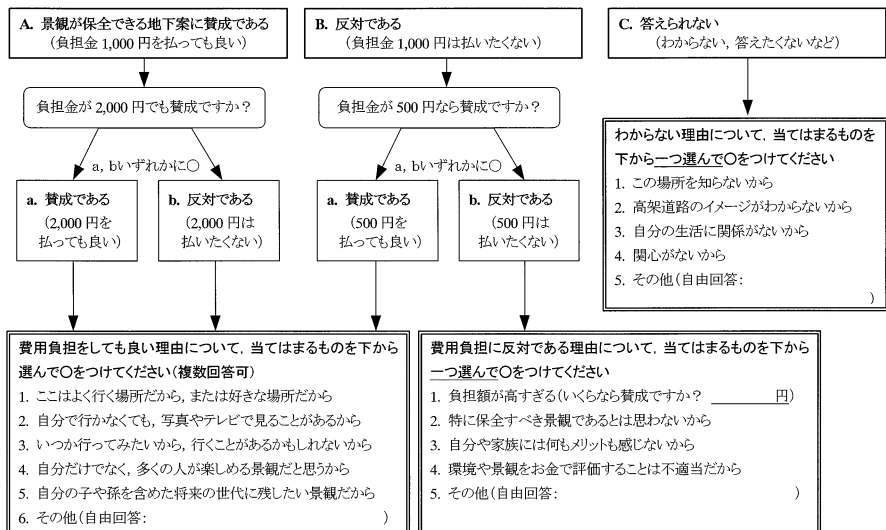 A. 景観が保全できる地下案に賛成である
(負担金 1,000 円を払っても良い)
B. 反対である
(負担金 1,000 円は払いたくない)
C. 答えられない
(わからない, 答えたくないなど)
負担金が 2,000 円でも賛成ですか？
負担金が 500 円なら賛成ですか？
a, bいずれかに○
a, bいずれかに○
a. 賛成である
(2,000 円を
払っても良い)
b. 反対である
(2,000 円は
払いたくない)
a. 賛成である
(500 円を
払っても良い)
b. 反対である
(500 円は
払いたくない)
わからない理由について, 当てはまるものを
下から一つ選んで○をつけてください
1. この場所を知らないから
2. 高架道路のイメージがわからないから
3. 自分の生活に関係がないから
4. 関心がないから
5. その他(自由回答:
)
費用負担をしても良い理由について, 当てはまるものを下から
選んで○をつけてください(複数回答可)
1. ここはよく行く場所だから, または好きな場所だから
2. 自分で行かなくても, 写真やテレビで見ることがあるから
3. いつか行ってみたいから, 行くことがあるかもしれないから
4. 自分だけでなく, 多くの人が楽しめる景観だと思うから
5. 自分の子や孫を含めた将来の世代に残したい景観だから
6. その他(自由回答: )
費用負担に反対である理由について, 当てはまるものを下から
一つ選んで○をつけてください
1. 負担額が高すぎる(いくらなら賛成ですか？ 円)
2. 特に保全すべき景観であるとは思わないから
3. 自分や家族には何もメリットも感じないから
4. 環境や景観をお金で評価することは不適当だから
5. その他(自由回答: )